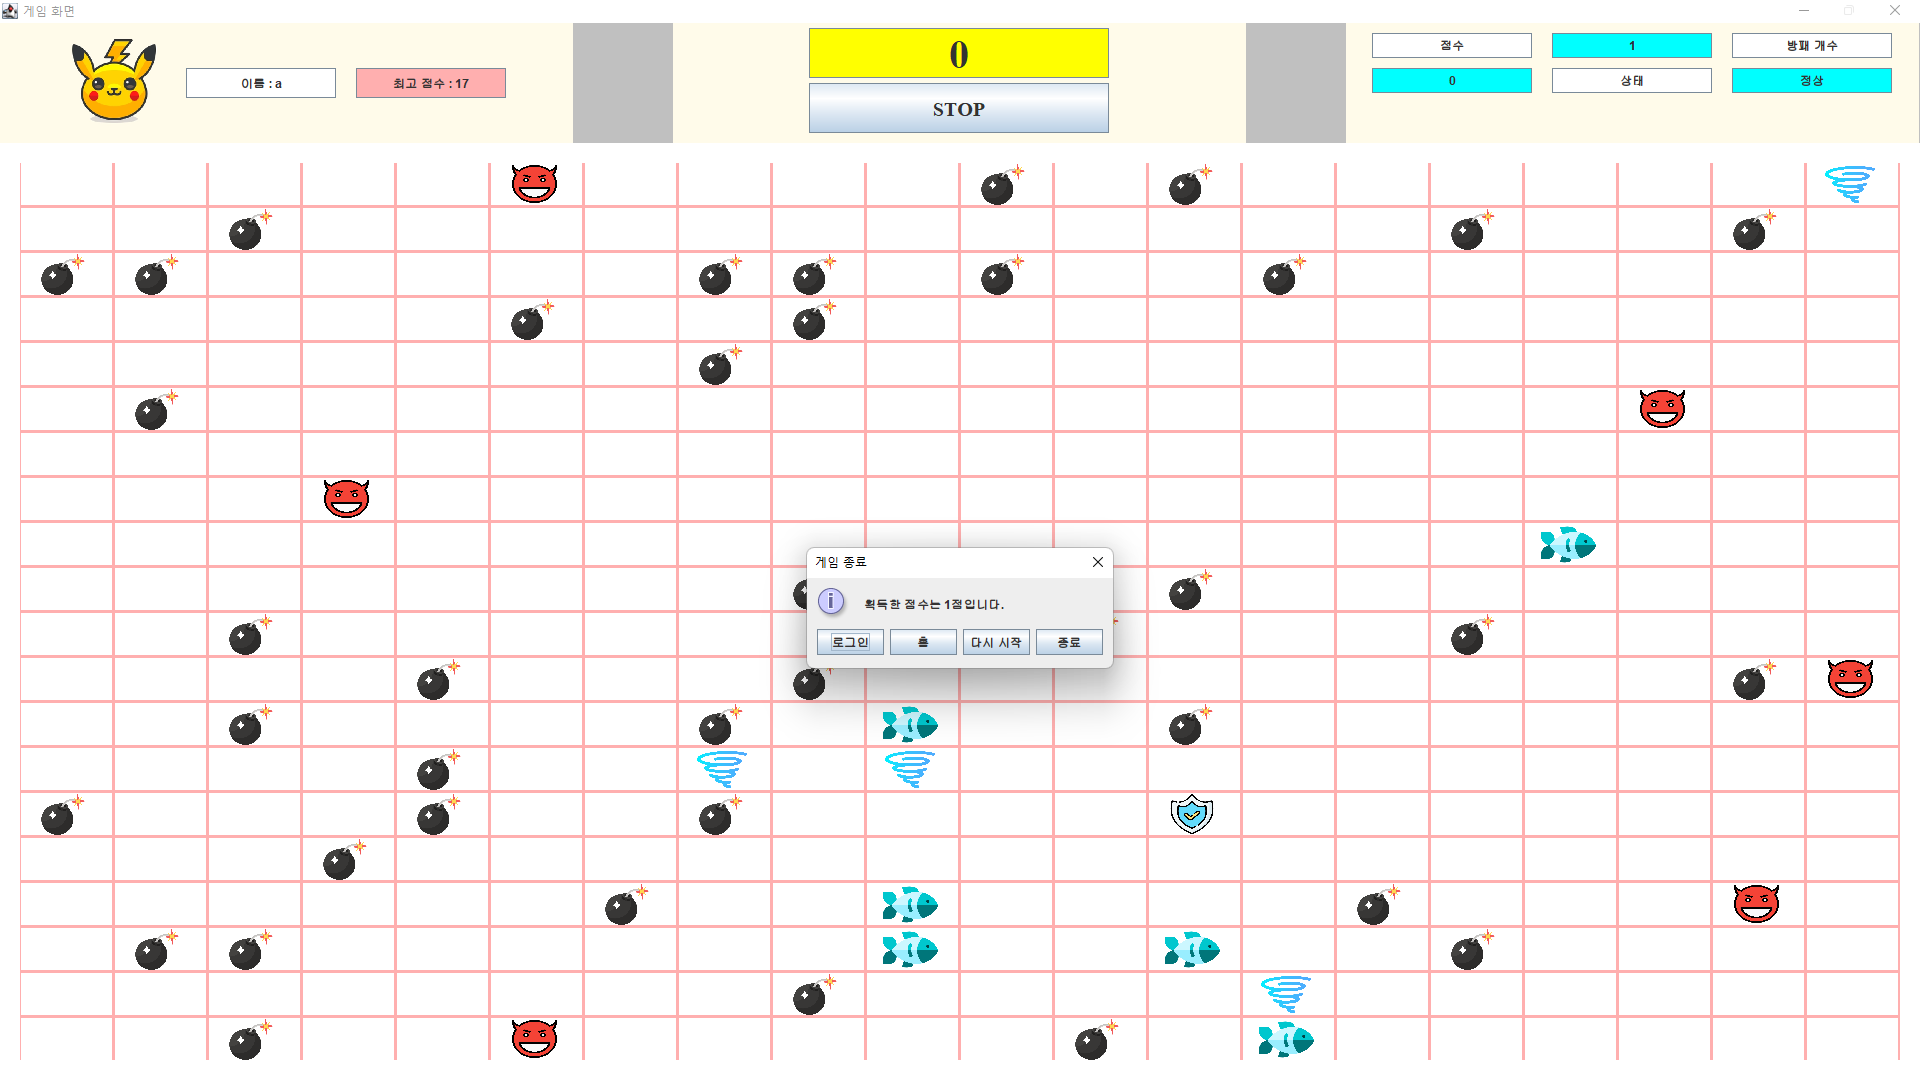 게임 화면
이름 : a
최고 점수 : 17
0
STOP
점수
1
방패 개수
0
상태
정상
게임 종료
획득한 점수는 1점입니다.
로그인
홈
다시 시작
종료